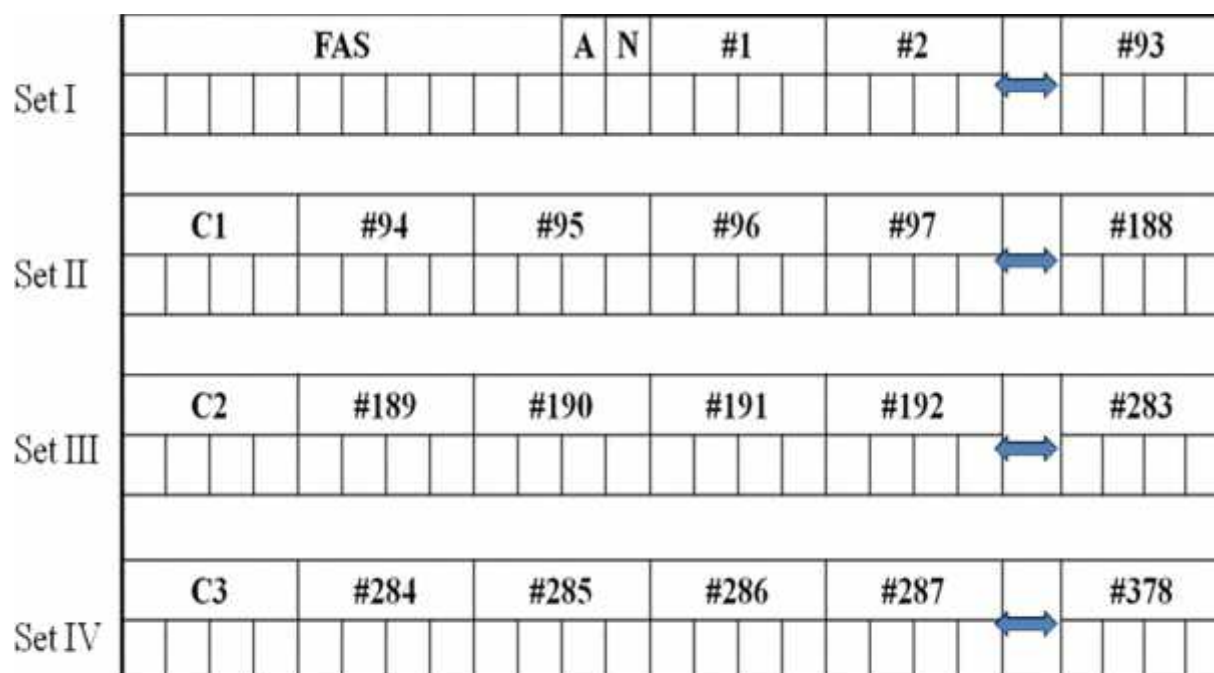 FAS A N #1 #2 #93
Set I
C1 #94 #95 #96 #97 #188
Set II
C2 #189 #190 #191 #192 #283
Set III
C3 #284 #285 #286 #287 #378
Set IV